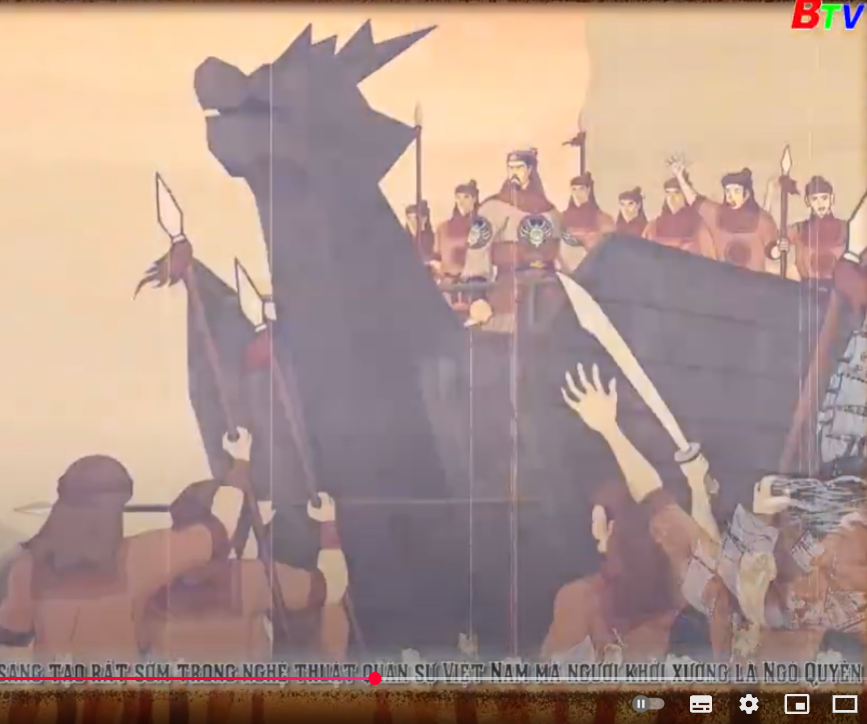 BTV
SÁNG TẠO RẤT SỚM TRONG NGHỆ THUẬT QUÂN SỰ VIỆT NAM MÀ NGƯỜI KHỞI XƯỚNG LÀ NGÔ QUYỀN